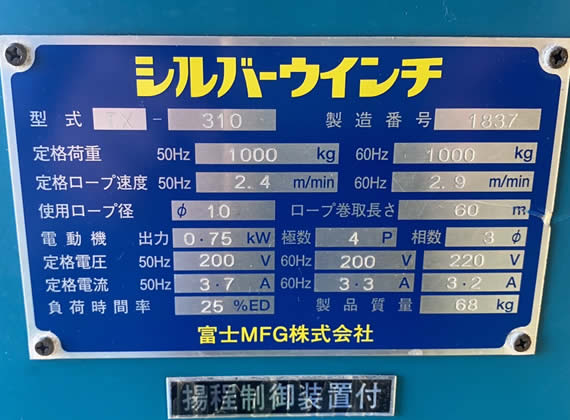 シルバーウインチ
型式 TX - 310 製造番号 1837
定格荷重 50Hz 1000 kg 60Hz 1000 kg
定格ロープ速度 50Hz 2.4 m/min 60Hz 2.9 m/min
使用ロープ径 φ 10 ロープ巻取長さ 60 m
電動機 出力 0.75 kW 極数 4 P 相数 3 φ
定格電圧 50Hz 200 V 60Hz 200 V 220 V
定格電流 50Hz 3.7 A 60Hz 3.3 A 3.2 A
負荷時間率 25 %ED 製品質量 68 kg
富士MFG株式会社
揚程制御装置付